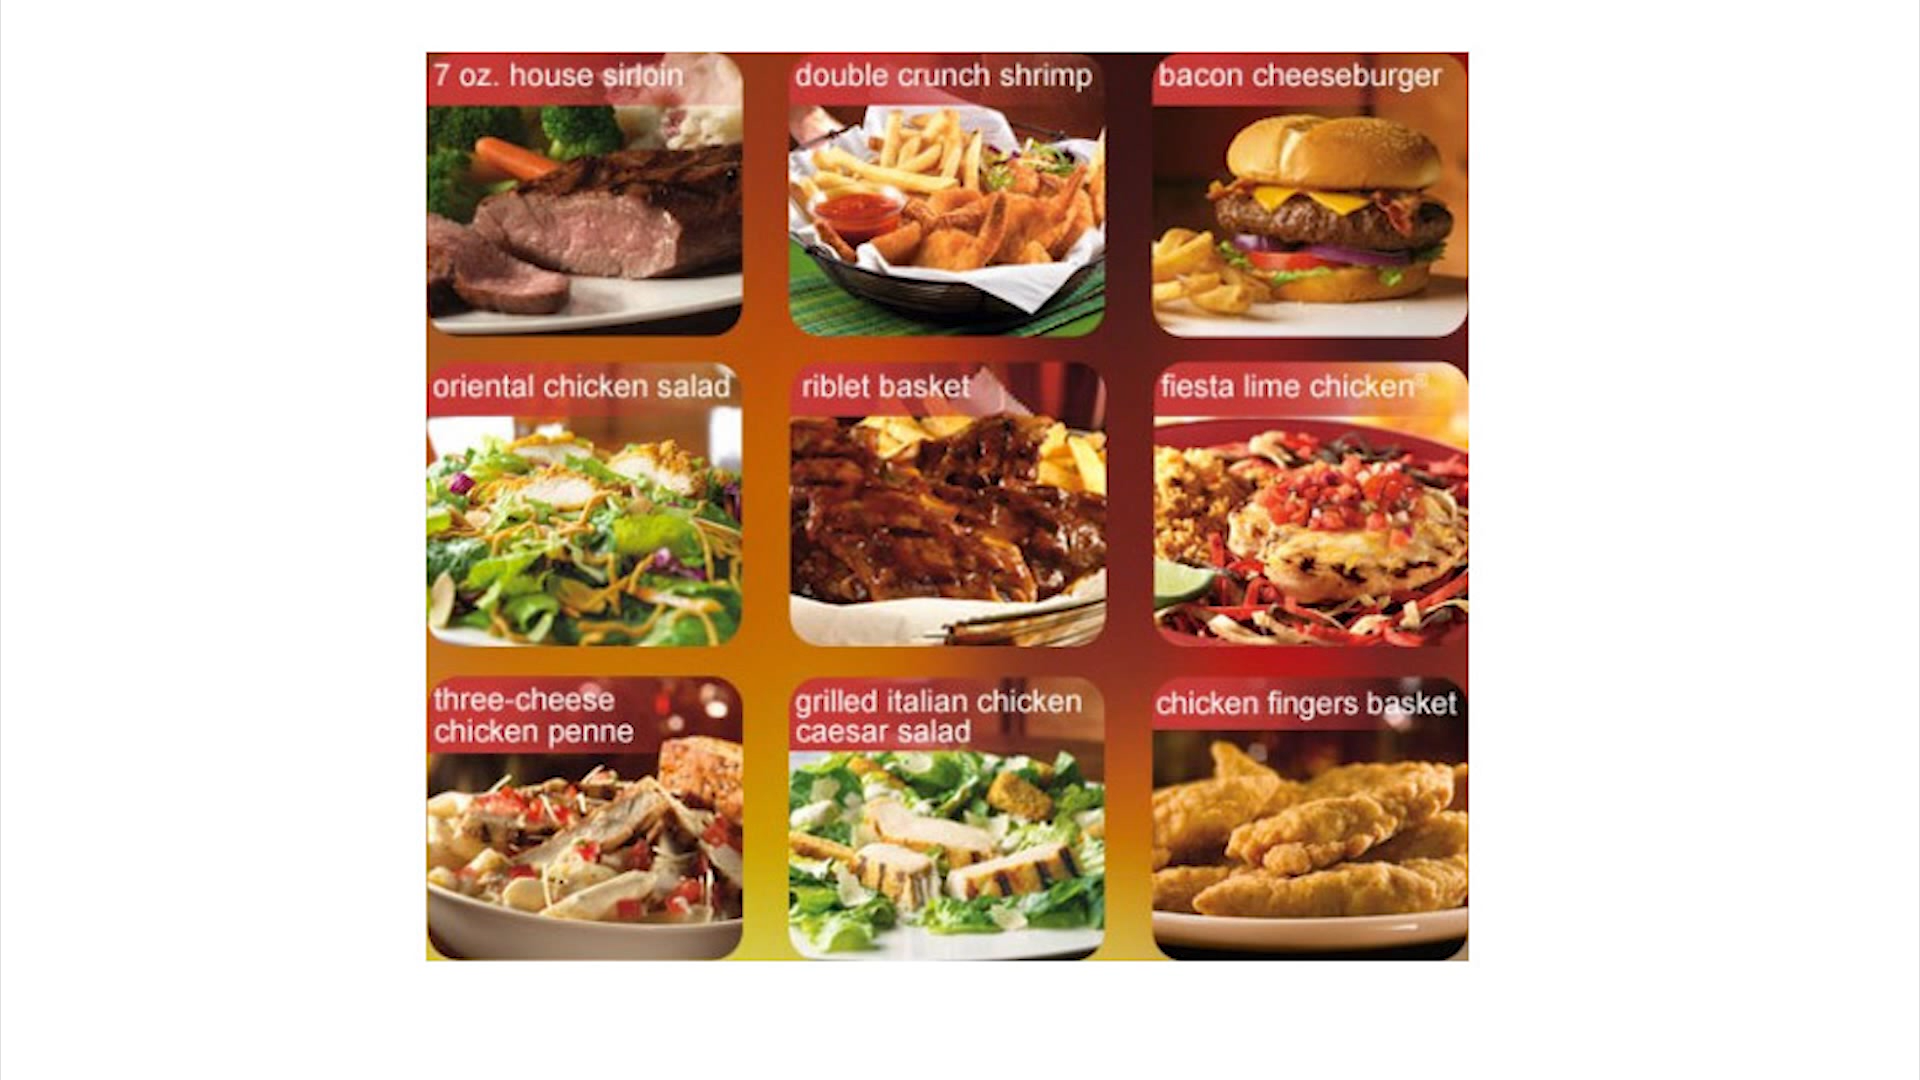 7 oz. house sirloin
double crunch shrimp
bacon cheeseburger
oriental chicken salad
riblet basket
fiesta lime chicken®
three-cheese
chicken penne
grilled italian chicken
caesar salad
chicken fingers basket